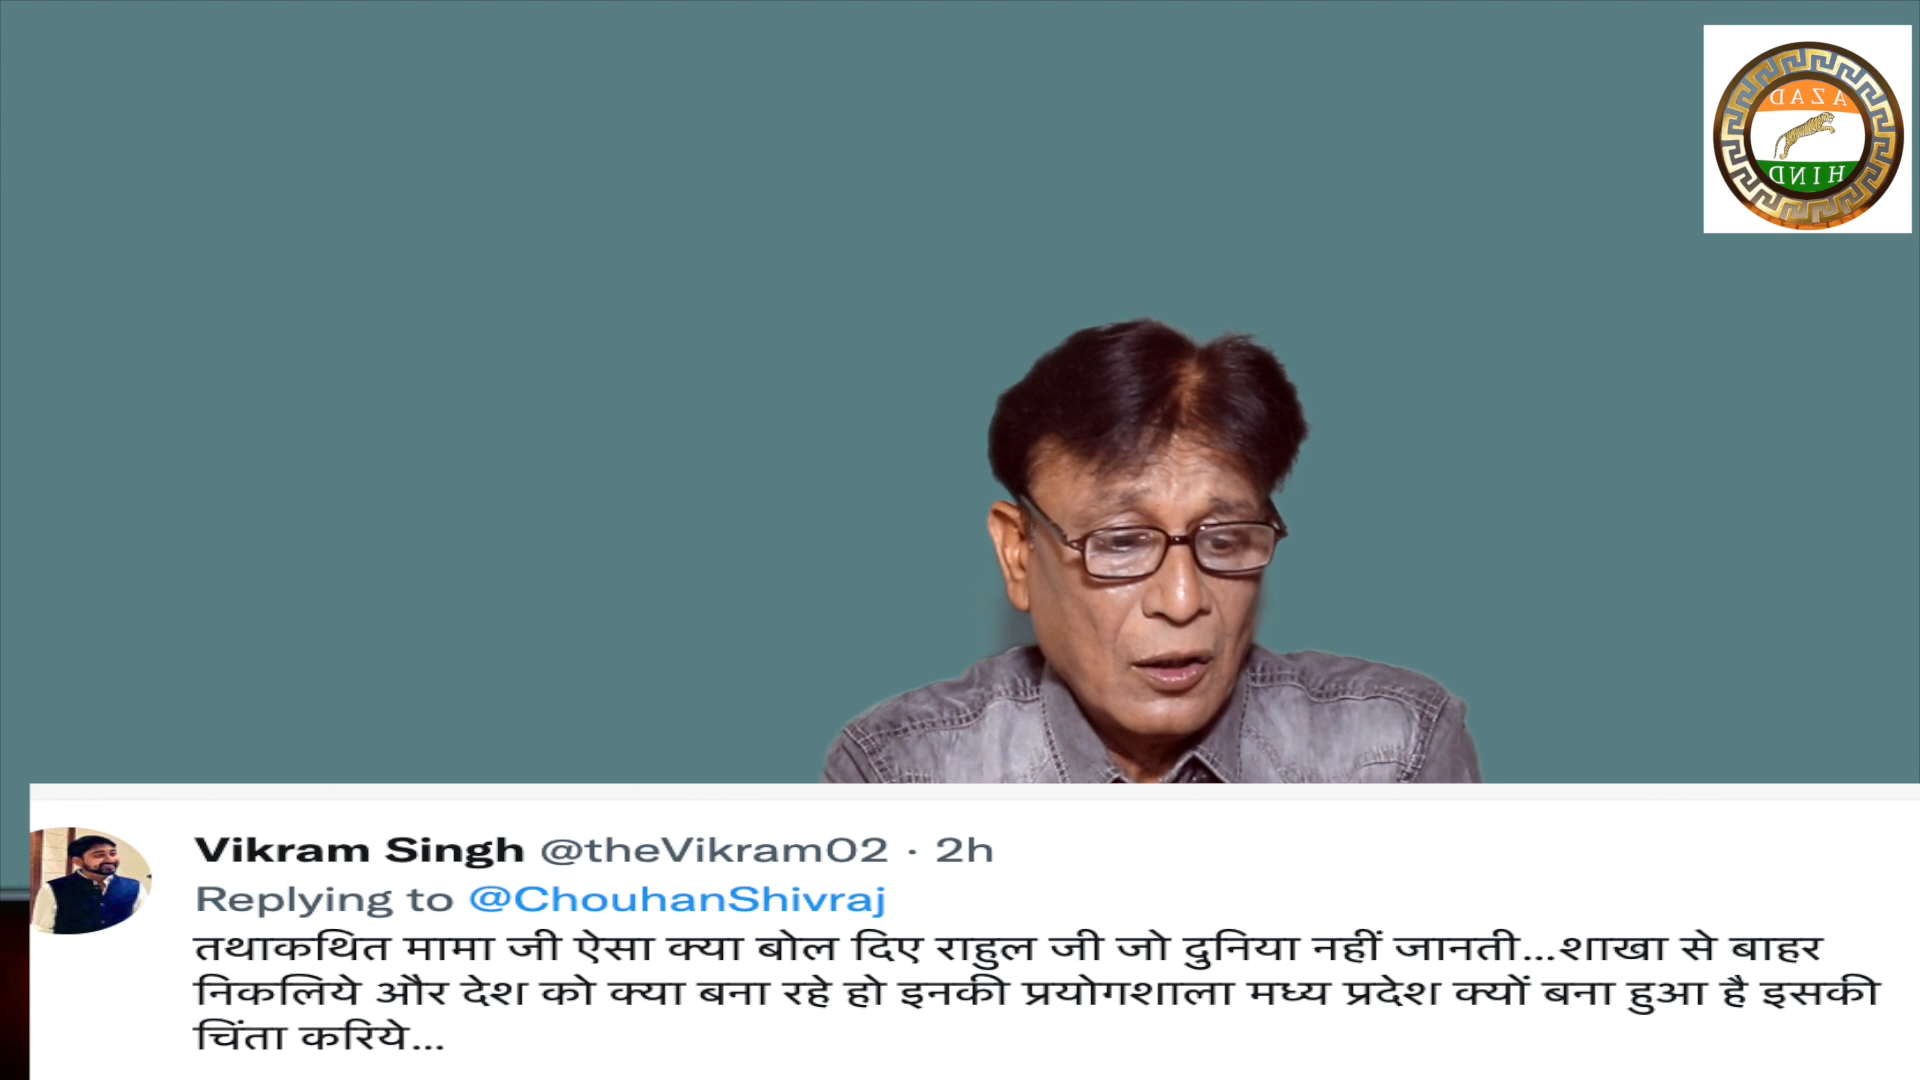 AZAD
HIND
Vikram Singh @theVikram02 · 2h
Replying to @ChouhanShivraj
तथाकथित मामा जी ऐसा क्या बोल दिए राहुल जी जो दुनिया नहीं जानती...शाखा से बाहर
निकलिये और देश को क्या बना रहे हो इनकी प्रयोगशाला मध्य प्रदेश क्यों बना हुआ है इसकी
चिंता करिये...